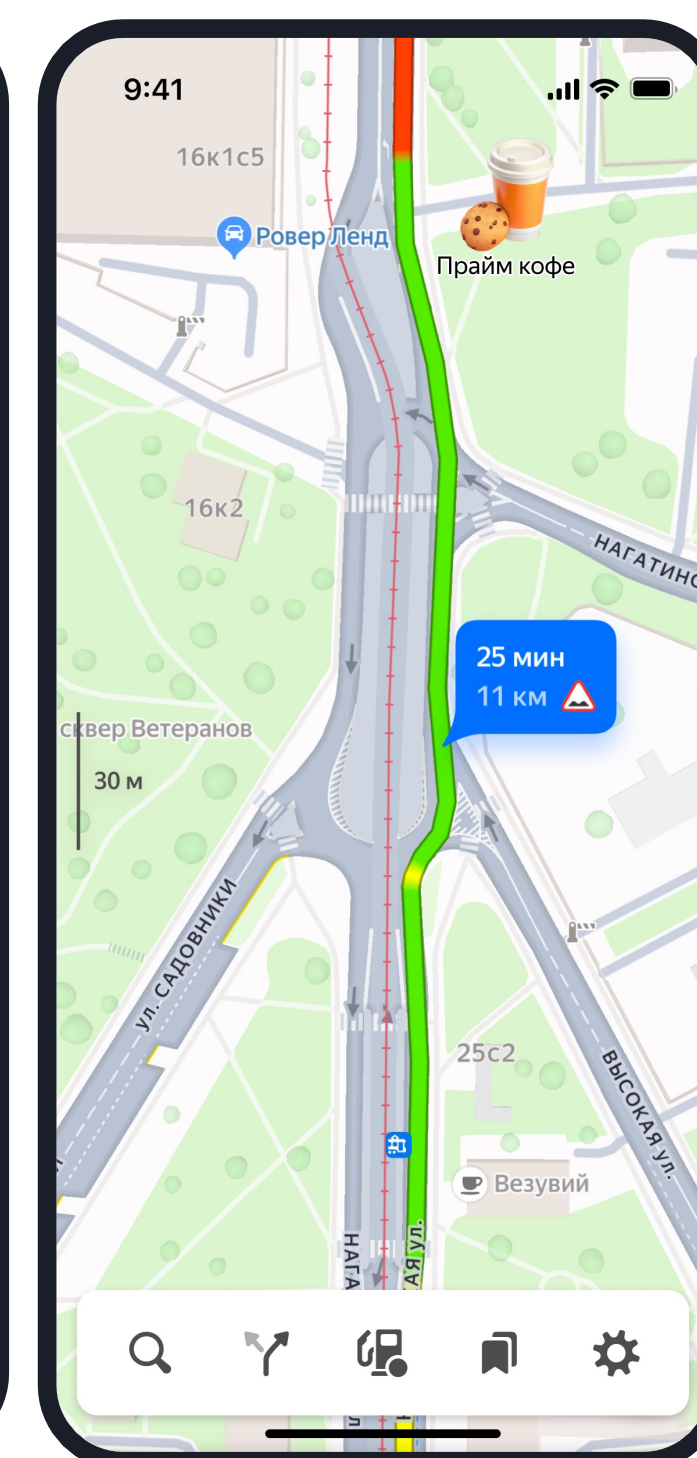 9:41
16к1с5
Ровер Ленд
Прайм кофе
16к2
НАГАТИНС
25 мин
11 км
сквер Ветеранов
30 м
ул. САДОВНИКИ
25с2
ВЫСОКАЯ ул.
Везувий
НАГА
КАЯ ул.